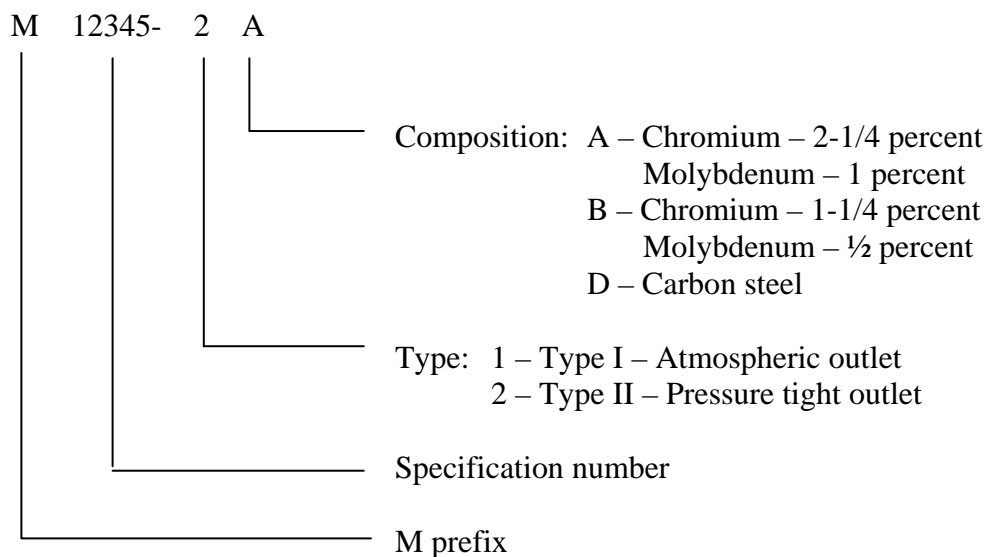 M 12345- 2 A
Composition: A – Chromium – 2-1/4 percent
Molybdenum – 1 percent
B – Chromium – 1-1/4 percent
Molybdenum – ½ percent
D – Carbon steel
Type: 1 – Type I – Atmospheric outlet
2 – Type II – Pressure tight outlet
Specification number
M prefix